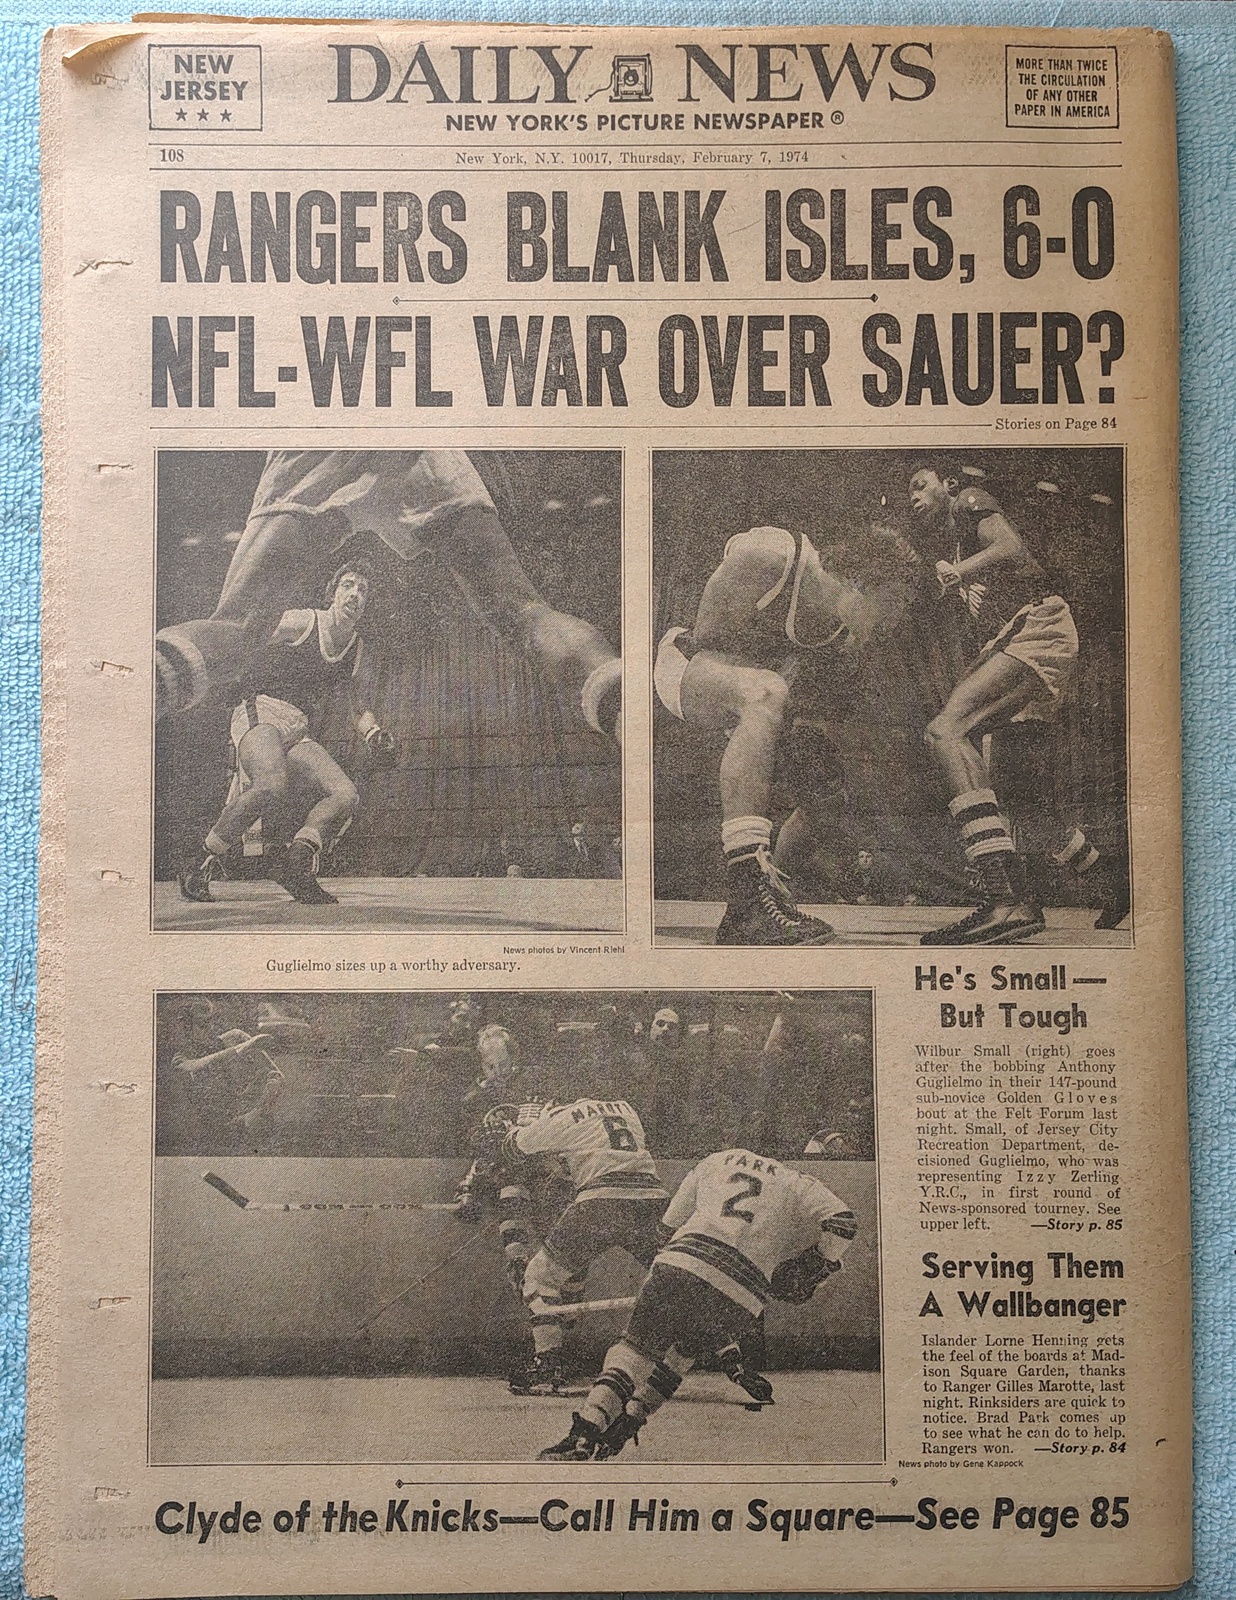 NEW
JERSEY
★ ★ ★
DAILY NEWS
NEW YORK'S PICTURE NEWSPAPER ®
MORE THAN TWICE
THE CIRCULATION
OF ANY OTHER
PAPER IN AMERICA
108
New York, N.Y. 10017, Thursday, February 7, 1974
RANGERS BLANK ISLES, 6-0
NFL-WFL WAR OVER SAUER?
Stories on Page 84
News photos by Vincent Riehl
Guglielmo sizes up a worthy adversary.
He's Small—
But Tough
Wilbur Small (right) goes
after the bobbing Anthony
Guglielmo in their 147-pound
sub-novice Golden Gloves
bout at the Felt Forum last
night. Small, of Jersey City
Recreation Department, de-
cisioned Guglielmo, who was
representing Izzy Zerling
Y.R.C., in first round of
News-sponsored tourney. See
upper left. —Story p. 85
MAROTT
6
PARK
2
Serving Them
A Wallbanger
Islander Lorne Henning gets
the feel of the boards at Mad-
ison Square Garden, thanks
to Ranger Gilles Marotte, last
night. Rinksiders are quick to
notice. Brad Park comes up
to see what he can do to help.
Rangers won. —Story p. 84
News photo by Gene Kappock
Clyde of the Knicks—Call Him a Square—See Page 85